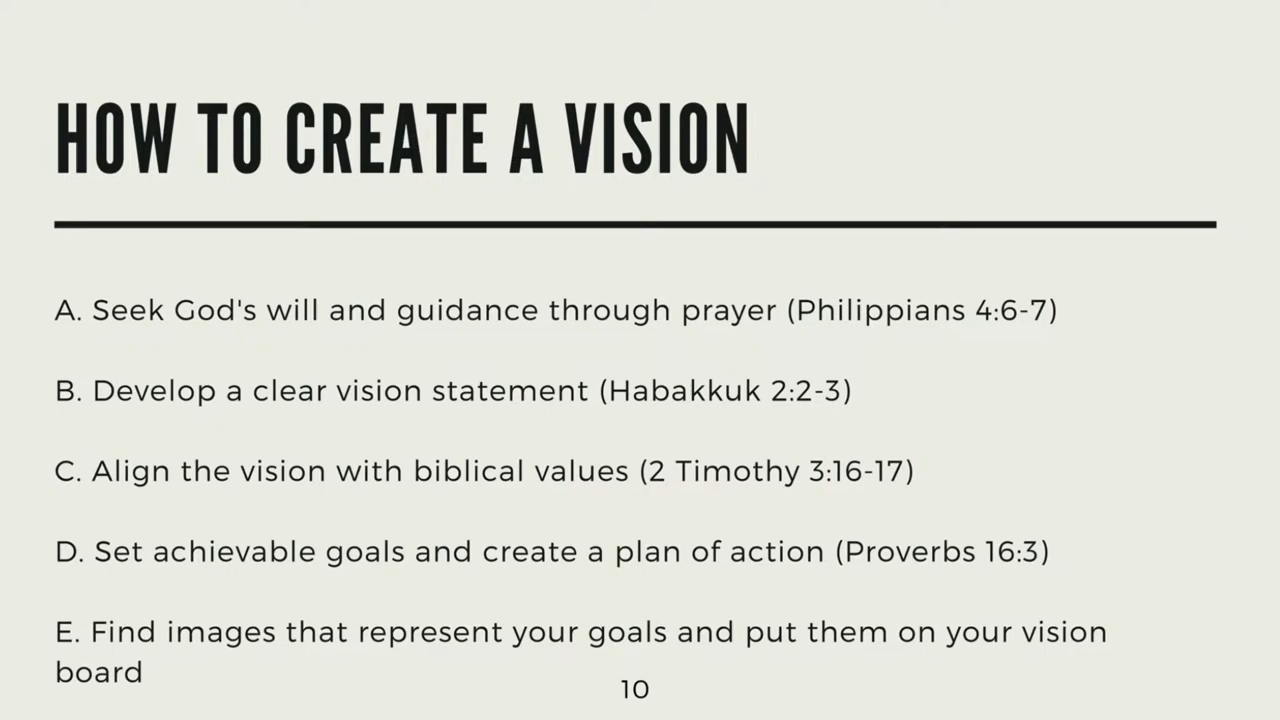 HOW TO CREATE A VISION
A. Seek God's will and guidance through prayer (Philippians 4:6-7)
B. Develop a clear vision statement (Habakkuk 2:2-3)
C. Align the vision with biblical values (2 Timothy 3:16-17)
D. Set achievable goals and create a plan of action (Proverbs 16:3)
E. Find images that represent your goals and put them on your vision
board
10